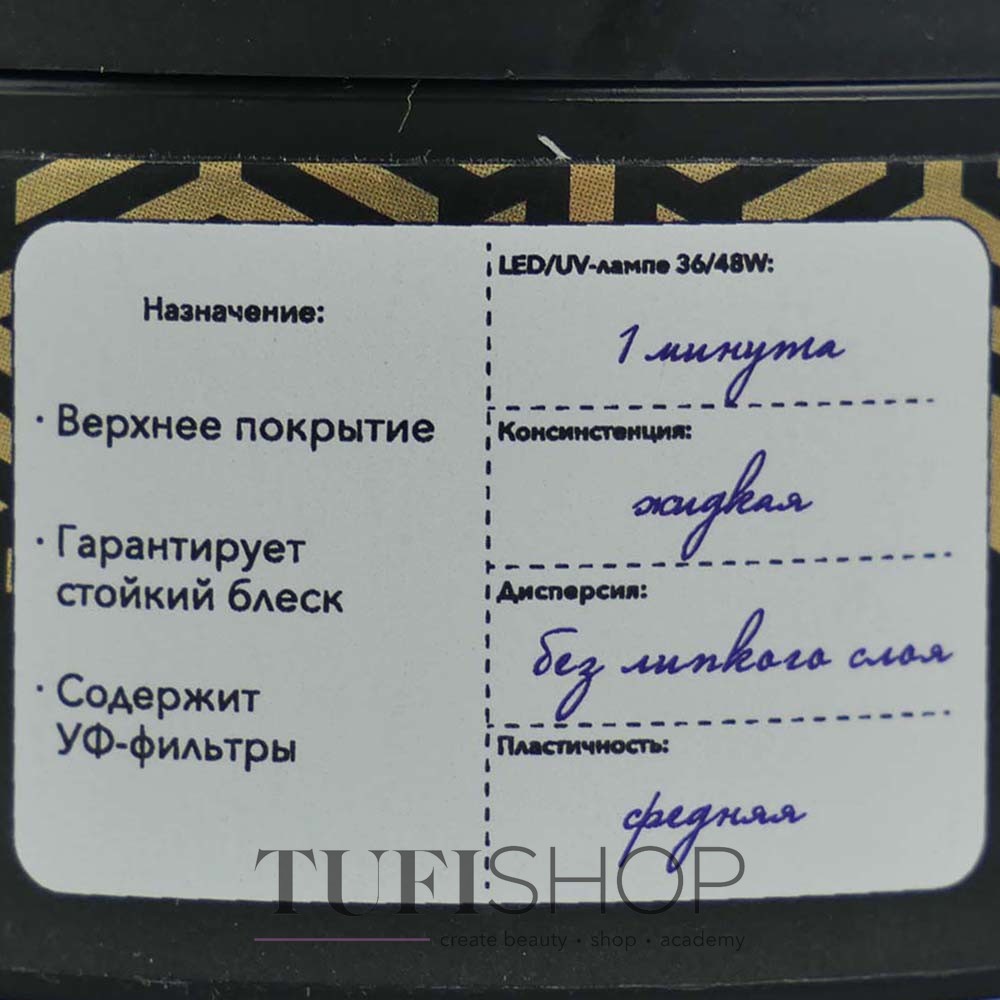 Назначение:
· Верхнее покрытие
· Гарантирует
стойкий блеск
· Содержит
УФ-фильтры
LED/UV-лампе 36/48W:
1 минута
Консинстенция:
жидкая
Дисперсия:
без липкого слоя
Пластичность:
средняя
TUFISHOP
create beauty • shop • academy